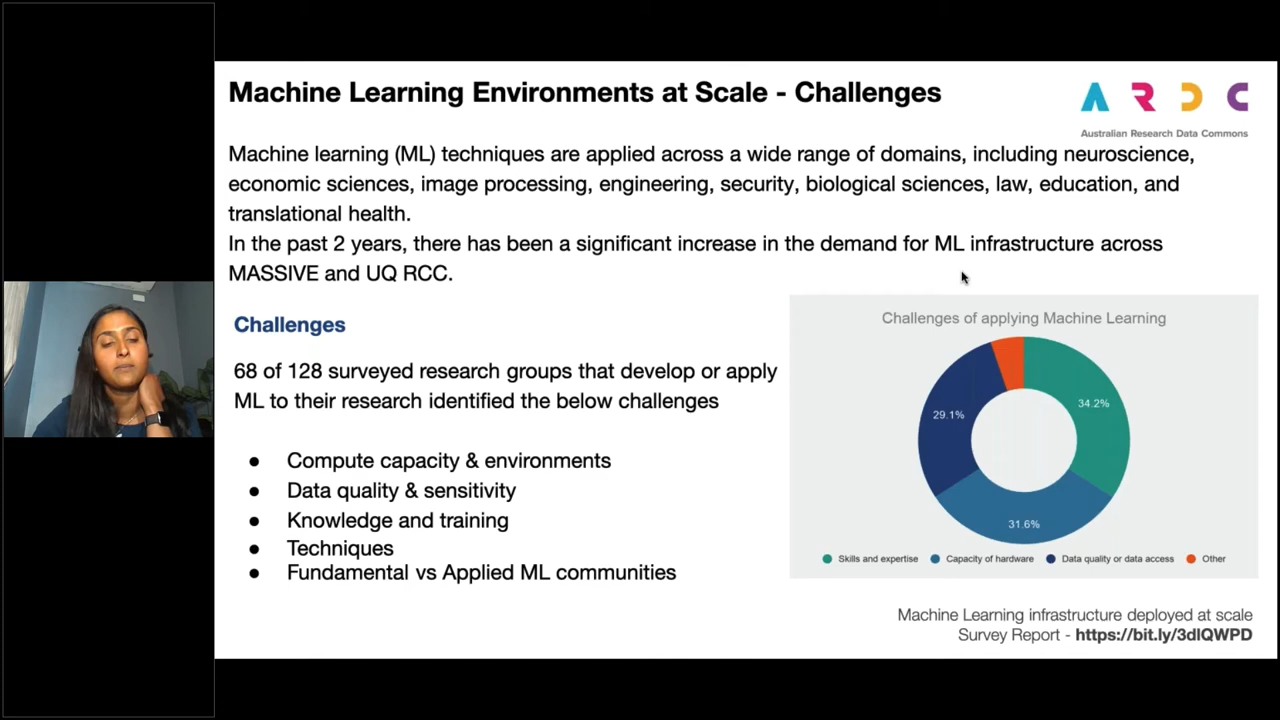 Machine Learning Environments at Scale - Challenges
A R D C
Australian Research Data Commons
Machine learning (ML) techniques are applied across a wide range of domains, including neuroscience,
economic sciences, image processing, engineering, security, biological sciences, law, education, and
translational health.
In the past 2 years, there has been a significant increase in the demand for ML infrastructure across
MASSIVE and UQ RCC.
Challenges
68 of 128 surveyed research groups that develop or apply
ML to their research identified the below challenges
● Compute capacity & environments
● Data quality & sensitivity
● Knowledge and training
● Techniques
● Fundamental vs Applied ML communities
Challenges of applying Machine Learning
34.2%
29.1%
31.6%
Skills and expertise Capacity of hardware Data quality or data access Other
Machine Learning infrastructure deployed at scale
Survey Report - https://bit.ly/3dlQWPD